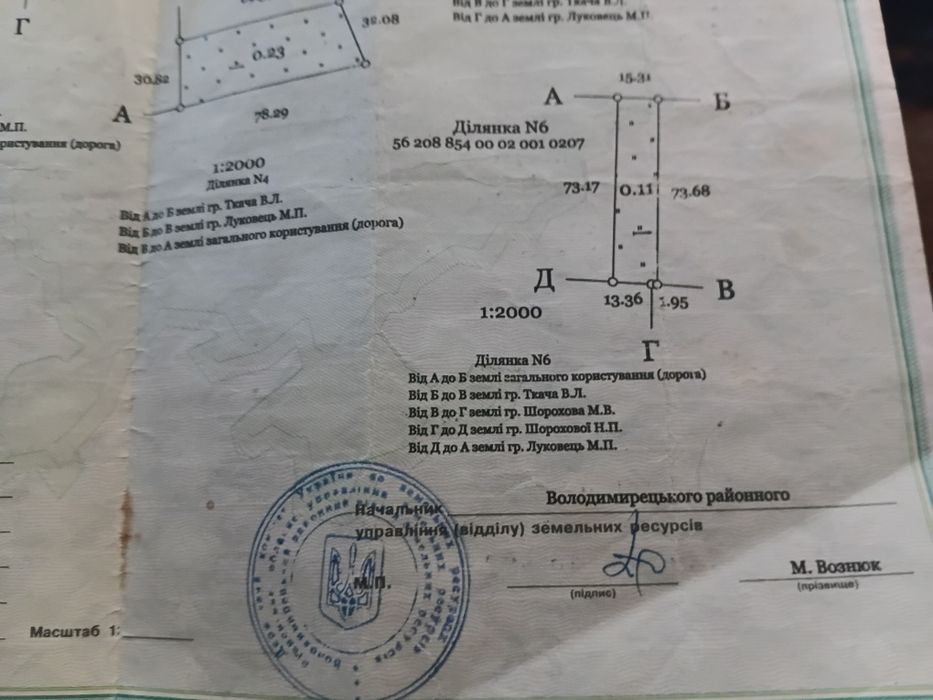 Від Г до А землі гр. Луковець М.П.
Г
32.08
0.23
30.82
А
78.29
М.П.
ристування (дорога)
1:2000
Ділянка N4
Від А до Б землі гр. Ткача В.Л.
Від Б до В землі гр. Луковець М.П.
Від В до А землі загального користування (дорога)
15.31
А
Б
Ділянка N6
56 208 854 00 02 001 0207
73.17
0.11
73.68
Д
В
13.36
1.95
1:2000
Г
Ділянка N6
Від А до Б землі загального користування (дорога)
Від Б до В землі гр. Ткача В.Л.
Від В до Г землі гр. Шорохова М.В.
Від Г до Д землі гр. Шорохової Н.П.
Від Д до А землі гр. Луковець М.П.
Начальник Володимирецького районного
управління (відділу) земельних ресурсів
М.П.
М. Вознюк
(підпис)
(прізвище)
Масштаб 1: